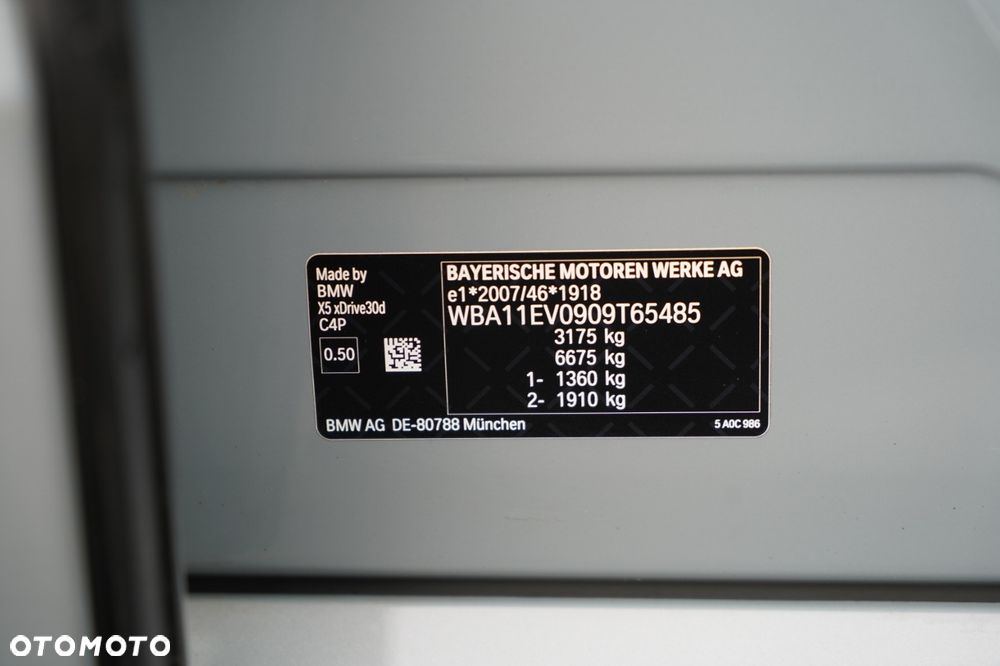 Made by
BMW
X5 xDrive30d
C4P
0.50
BAYERISCHE MOTOREN WERKE AG
e1*2007/46*1918
WBA11EV0909T65485
3175 kg
6675 kg
1- 1360 kg
2- 1910 kg
BMW AG DE-80788 München
5 A0C 986
OTOMOTO